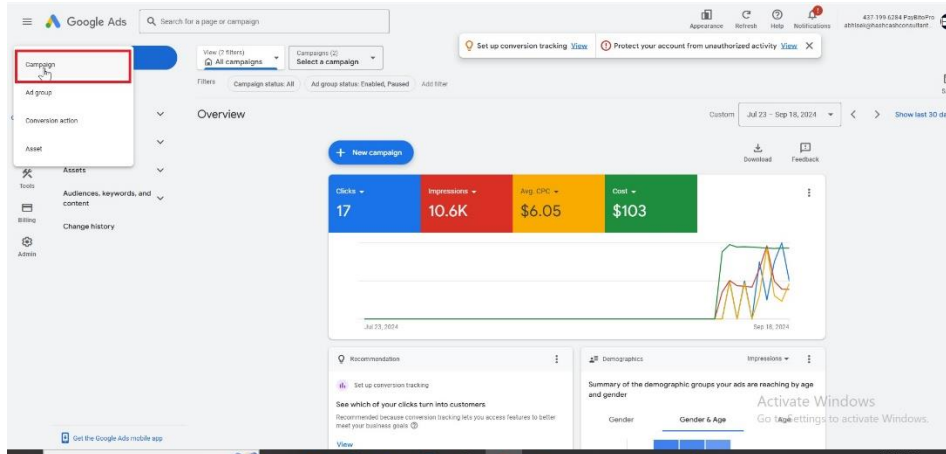 Google Ads
Search for a page or campaign
Appearance
Refresh
Help
Notifications
437-199-6284 PayBitoPro
View (2 filters)
All campaigns
Campaigns (2)
Select a campaign
Set up conversion tracking View
Protect your account from unauthorized activity View
Filters
Campaign status: All
Ad group status: Enabled, Paused
Add filter
Campaign
Ad group
Conversion action
Asset
Assets
Audiences, keywords, and
content
Change history
Tools
Billing
Admin
Overview
Custom
Jul 23 – Sep 18, 2024
Show last 30
+ New campaign
Download
Feedback
Clicks
17
Impressions
10.6K
Avg. CPC
$6.05
Cost
$103
Jul 23, 2024
Sep 18, 2024
Recommendation
Set up conversion tracking
See which of your clicks turn into customers
Recommended because conversion tracking lets you access features to better
meet your business goals
View
Demographics
Impressions
Summary of the demographic groups your ads are reaching by age
and gender
Gender
Gender & Age
Age
Activate Windows
Go to Settings to activate Windows.
Get the Google Ads mobile app